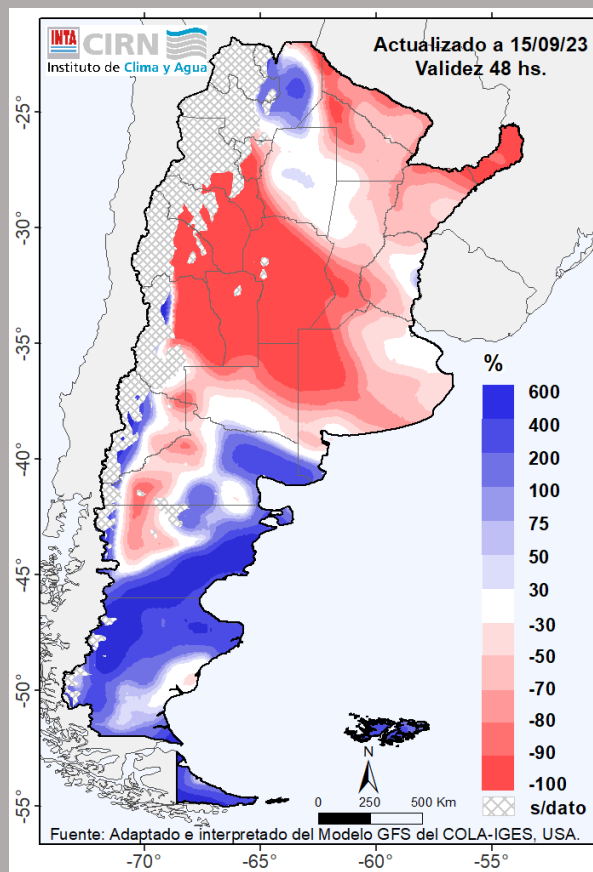 INTA CIRN
Instituto de Clima y Agua
Actualizado a 15/09/23
Validez 48 hs.
-25°
-30°
-35°
-40°
-45°
-50°
-55°
%
600
400
200
100
75
50
30
-30
-50
-70
-80
-90
-100
s/dato
N
0 250 500 Km
Fuente: Adaptado e interpretado del Modelo GFS del COLA-IGES, USA.
-70° -65° -60° -55°